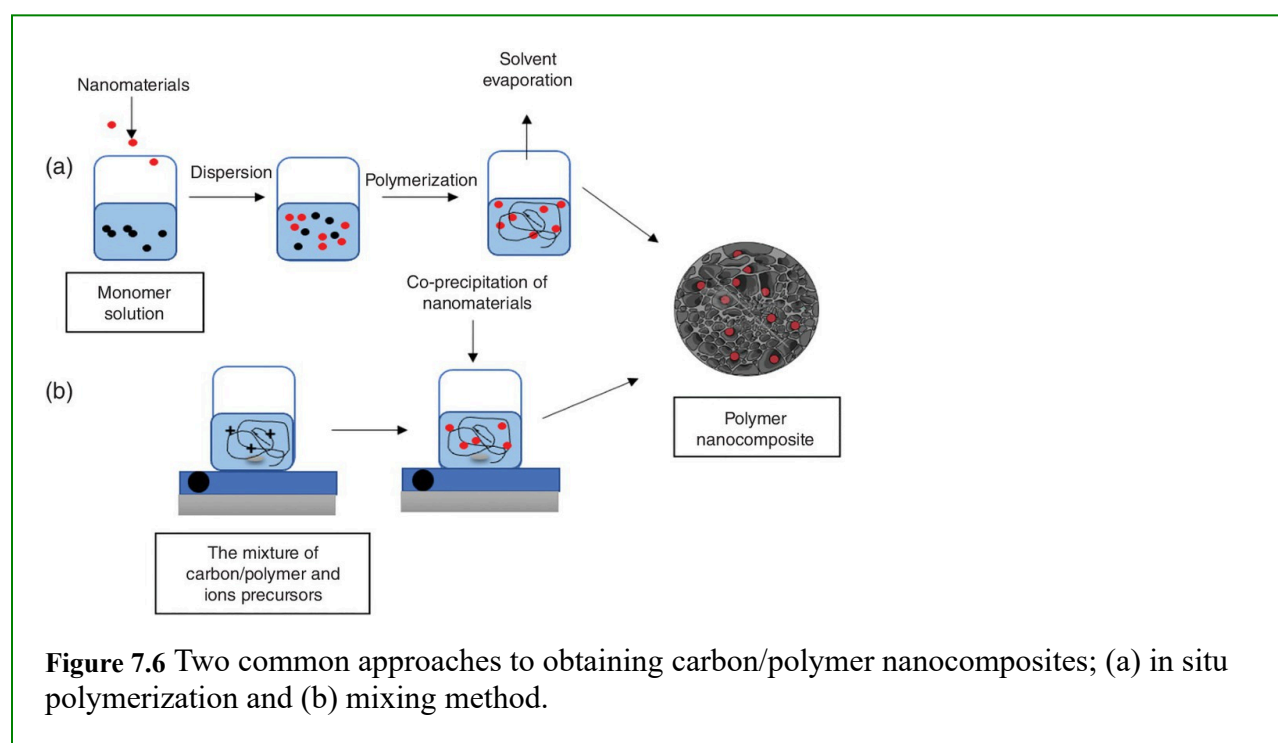 Solvent
evaporation
Nanomaterials
(a)
Dispersion
Polymerization
Monomer
solution
Co-precipitation of
nanomaterials
(b)
+ + +
Polymer
nanocomposite
The mixture of
carbon/polymer and
ions precursors
Figure 7.6 Two common approaches to obtaining carbon/polymer nanocomposites; (a) in situ
polymerization and (b) mixing method.